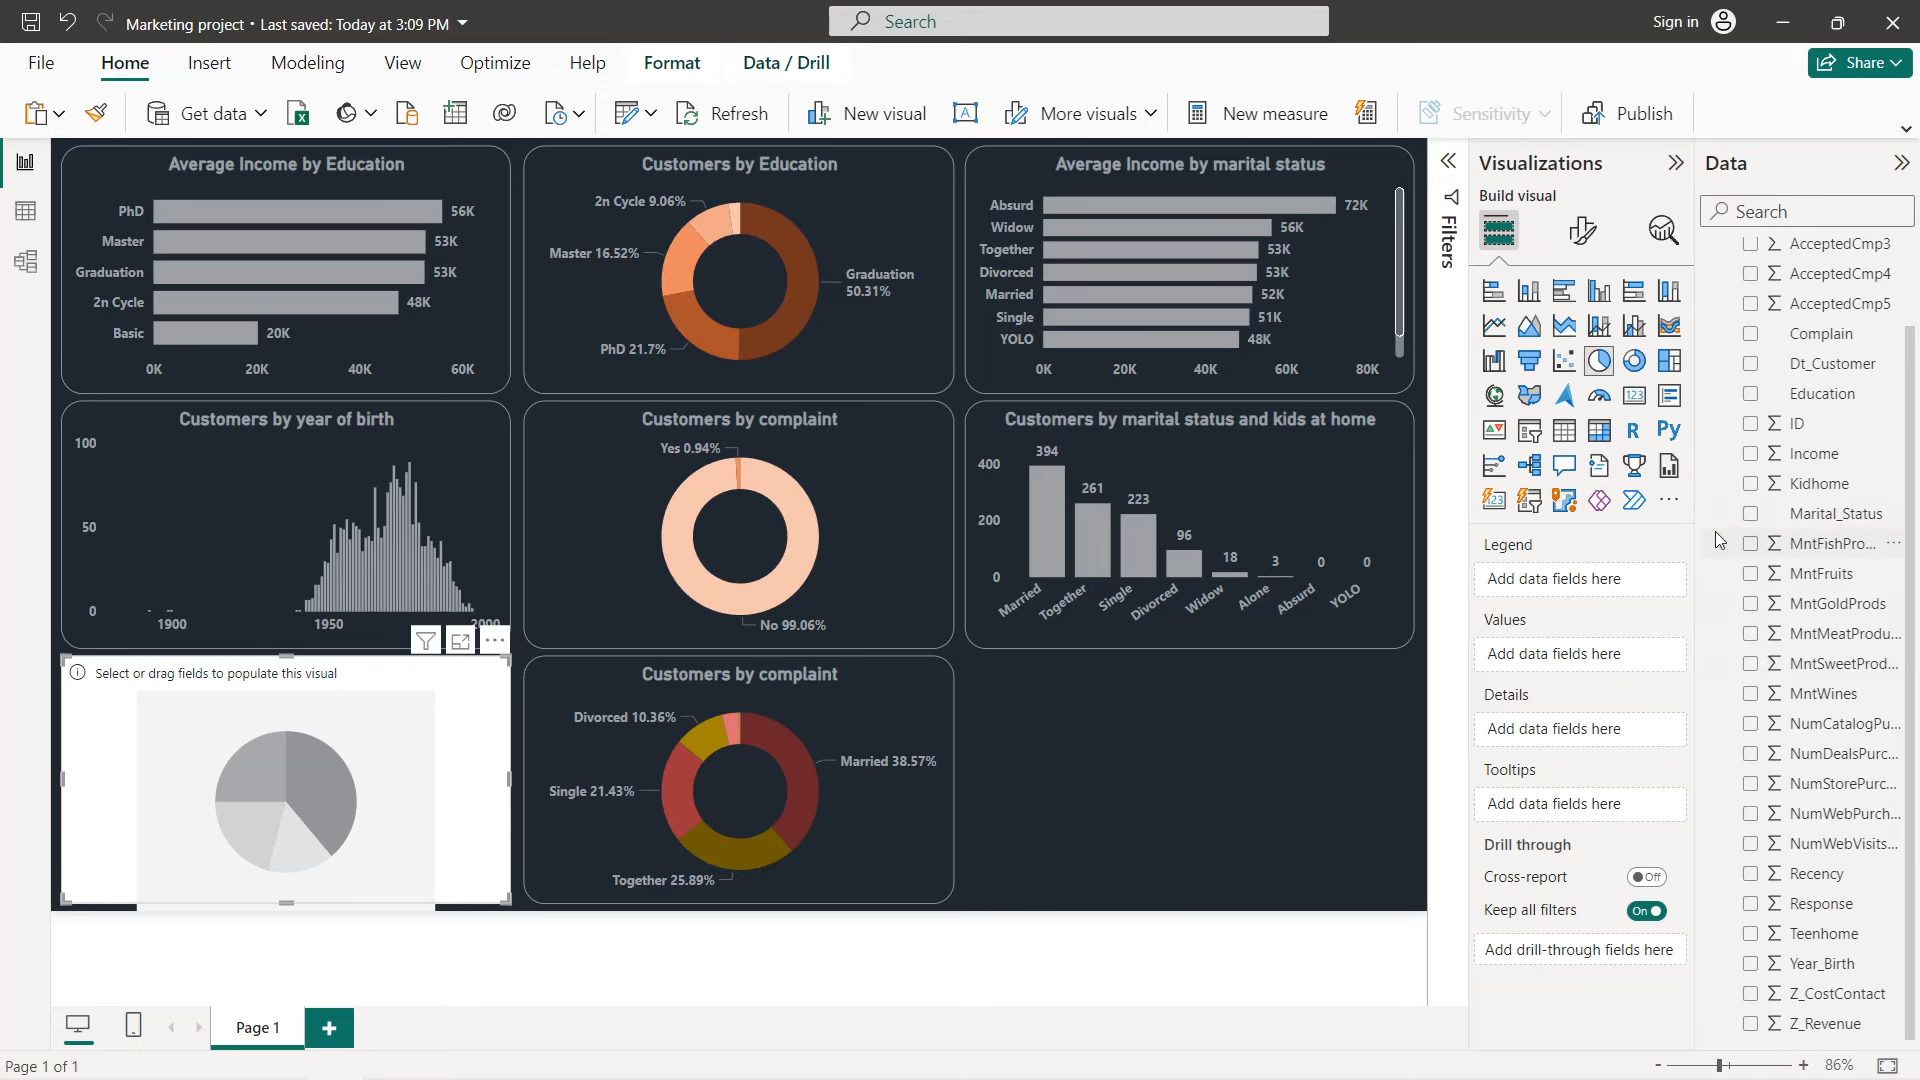 Marketing project • Last saved: Today at 3:09 PM
Search
Sign in
File
Home
Insert
Modeling
View
Optimize
Help
Format
Data / Drill
Share
Get data
Refresh
New visual
More visuals
New measure
Sensitivity
Publish
Average Income by Education
PhD
56K
Master
53K
Graduation
53K
2n Cycle
48K
Basic
20K
0K
20K
40K
60K
Customers by Education
2n Cycle 9.06%
Master 16.52%
Graduation
50.31%
PhD 21.7%
Average Income by marital status
Absurd
72K
Widow
56K
Together
53K
Divorced
53K
Married
52K
Single
51K
YOLO
48K
0K
20K
40K
60K
80K
Customers by year of birth
100
50
0
1900
1950
2000
Customers by complaint
Yes 0.94%
No 99.06%
Customers by marital status and kids at home
400
200
0
394
261
223
96
18
3
0
0
Married
Together
Single
Divorced
Widow
Alone
Absurd
YOLO
Select or drag fields to populate this visual
Customers by complaint
Divorced 10.36%
Married 38.57%
Single 21.43%
Together 25.89%
Filters
Visualizations
Build visual
123
R
Py
123
Legend
Add data fields here
Values
Add data fields here
Details
Add data fields here
Tooltips
Add data fields here
Drill through
Cross-report
Off
Keep all filters
On
Add drill-through fields here
Data
Search
AcceptedCmp3
AcceptedCmp4
AcceptedCmp5
Complain
Dt_Customer
Education
ID
Income
Kidhome
Marital_Status
MntFishPro...
MntFruits
MntGoldProds
MntMeatProdu...
MntSweetProd...
MntWines
NumCatalogPu...
NumDealsPurc...
NumStorePurc...
NumWebPurch...
NumWebVisits...
Recency
Response
Teenhome
Year_Birth
Z_CostContact
Z_Revenue
Page 1
Page 1 of 1
86%